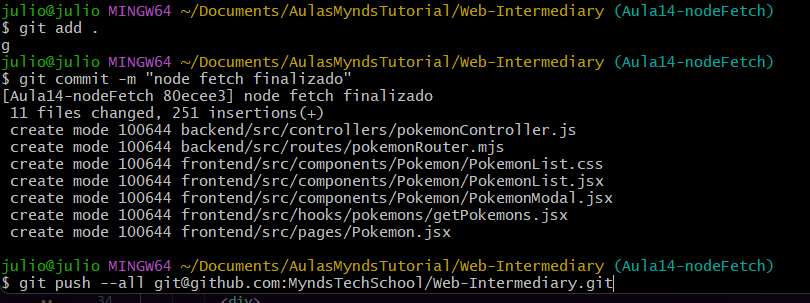 julio@julio MINGW64 ~/Documents/AulasMyndsTutorial/Web-Intermediary (Aula14-nodeFetch)
$ git add .
g
julio@julio MINGW64 ~/Documents/AulasMyndsTutorial/Web-Intermediary (Aula14-nodeFetch)
$ git commit -m "node fetch finalizado"
[Aula14-nodeFetch 80ecee3] node fetch finalizado
 11 files changed, 251 insertions(+)
 create mode 100644 backend/src/controllers/pokemonController.js
 create mode 100644 backend/src/routes/pokemonRouter.mjs
 create mode 100644 frontend/src/components/Pokemon/PokemonList.css
 create mode 100644 frontend/src/components/Pokemon/PokemonList.jsx
 create mode 100644 frontend/src/components/Pokemon/PokemonModal.jsx
 create mode 100644 frontend/src/hooks/pokemons/getPokemons.jsx
 create mode 100644 frontend/src/pages/Pokemon.jsx
julio@julio MINGW64 ~/Documents/AulasMyndsTutorial/Web-Intermediary (Aula14-nodeFetch)
$ git push --all git@github.com:MyndsTechSchool/Web-Intermediary.git
34 <div>